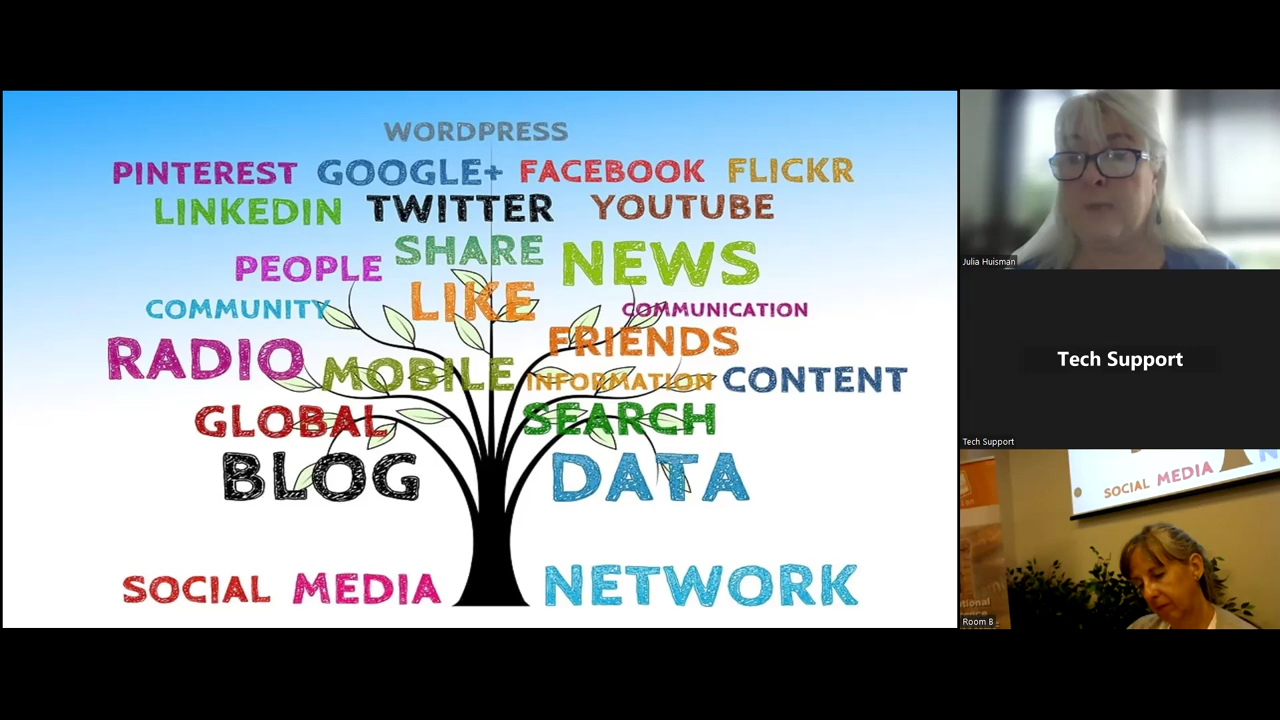 WORDPRESS
PINTEREST GOOGLE+ FACEBOOK FLICKR
LINKEDIN TWITTER YOUTUBE
SHARE NEWS
PEOPLE
LIKE
COMMUNITY COMMUNICATION
FRIENDS
RADIO MOBILE INFORMATION CONTENT
GLOBAL SEARCH
BLOG DATA
SOCIAL MEDIA NETWORK
Julia Huisman
Tech Support
Tech Support
SOCIAL MEDIA N
Room B